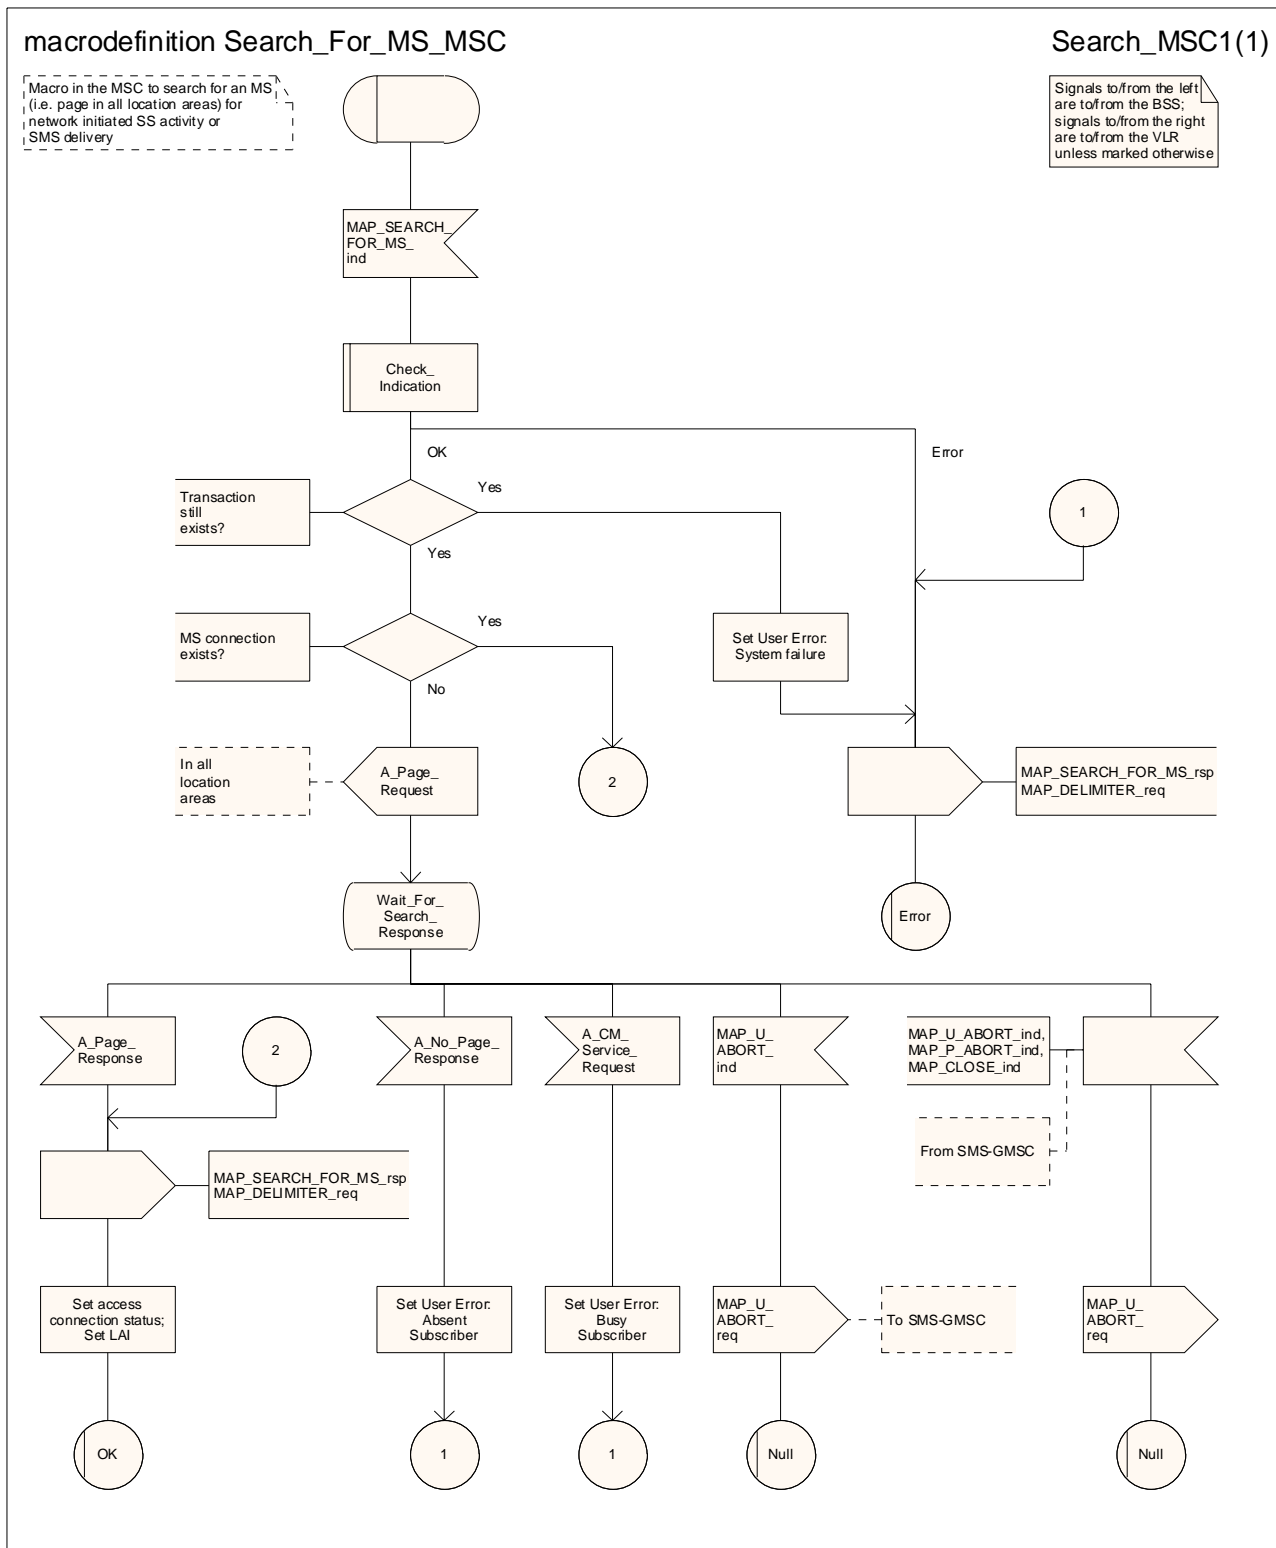 macrodefinition Search_For_MS_MSC
Search_MSC1(1)
Macro in the MSC to search for an MS
(i.e. page in all location areas) for
network initiated SS activity or
SMS delivery
Signals to/from the left
are to/from the BSS;
signals to/from the right
are to/from the VLR
unless marked otherwise
MAP_SEARCH_
FOR_MS_
ind
Check_
Indication
OK
Error
Transaction
still
exists?
Yes
Yes
1
MS connection
exists?
Yes
No
Set User Error:
System failure
In all
location
areas
A_Page_
Request
2
MAP_SEARCH_FOR_MS_rsp
MAP_DELIMITER_req
Wait_For_
Search_
Response
Error
A_Page_
Response
2
A_No_Page_
Response
A_CM_
Service_
Request
MAP_U_
ABORT_
ind
MAP_U_ABORT_ind,
MAP_P_ABORT_ind,
MAP_CLOSE_ind
From SMS-GMSC
MAP_SEARCH_FOR_MS_rsp
MAP_DELIMITER_req
Set access
connection status;
Set LAI
Set User Error:
Absent
Subscriber
Set User Error:
Busy
Subscriber
MAP_U_
ABORT_
req
To SMS-GMSC
MAP_U_
ABORT_
req
OK
1
1
Null
Null